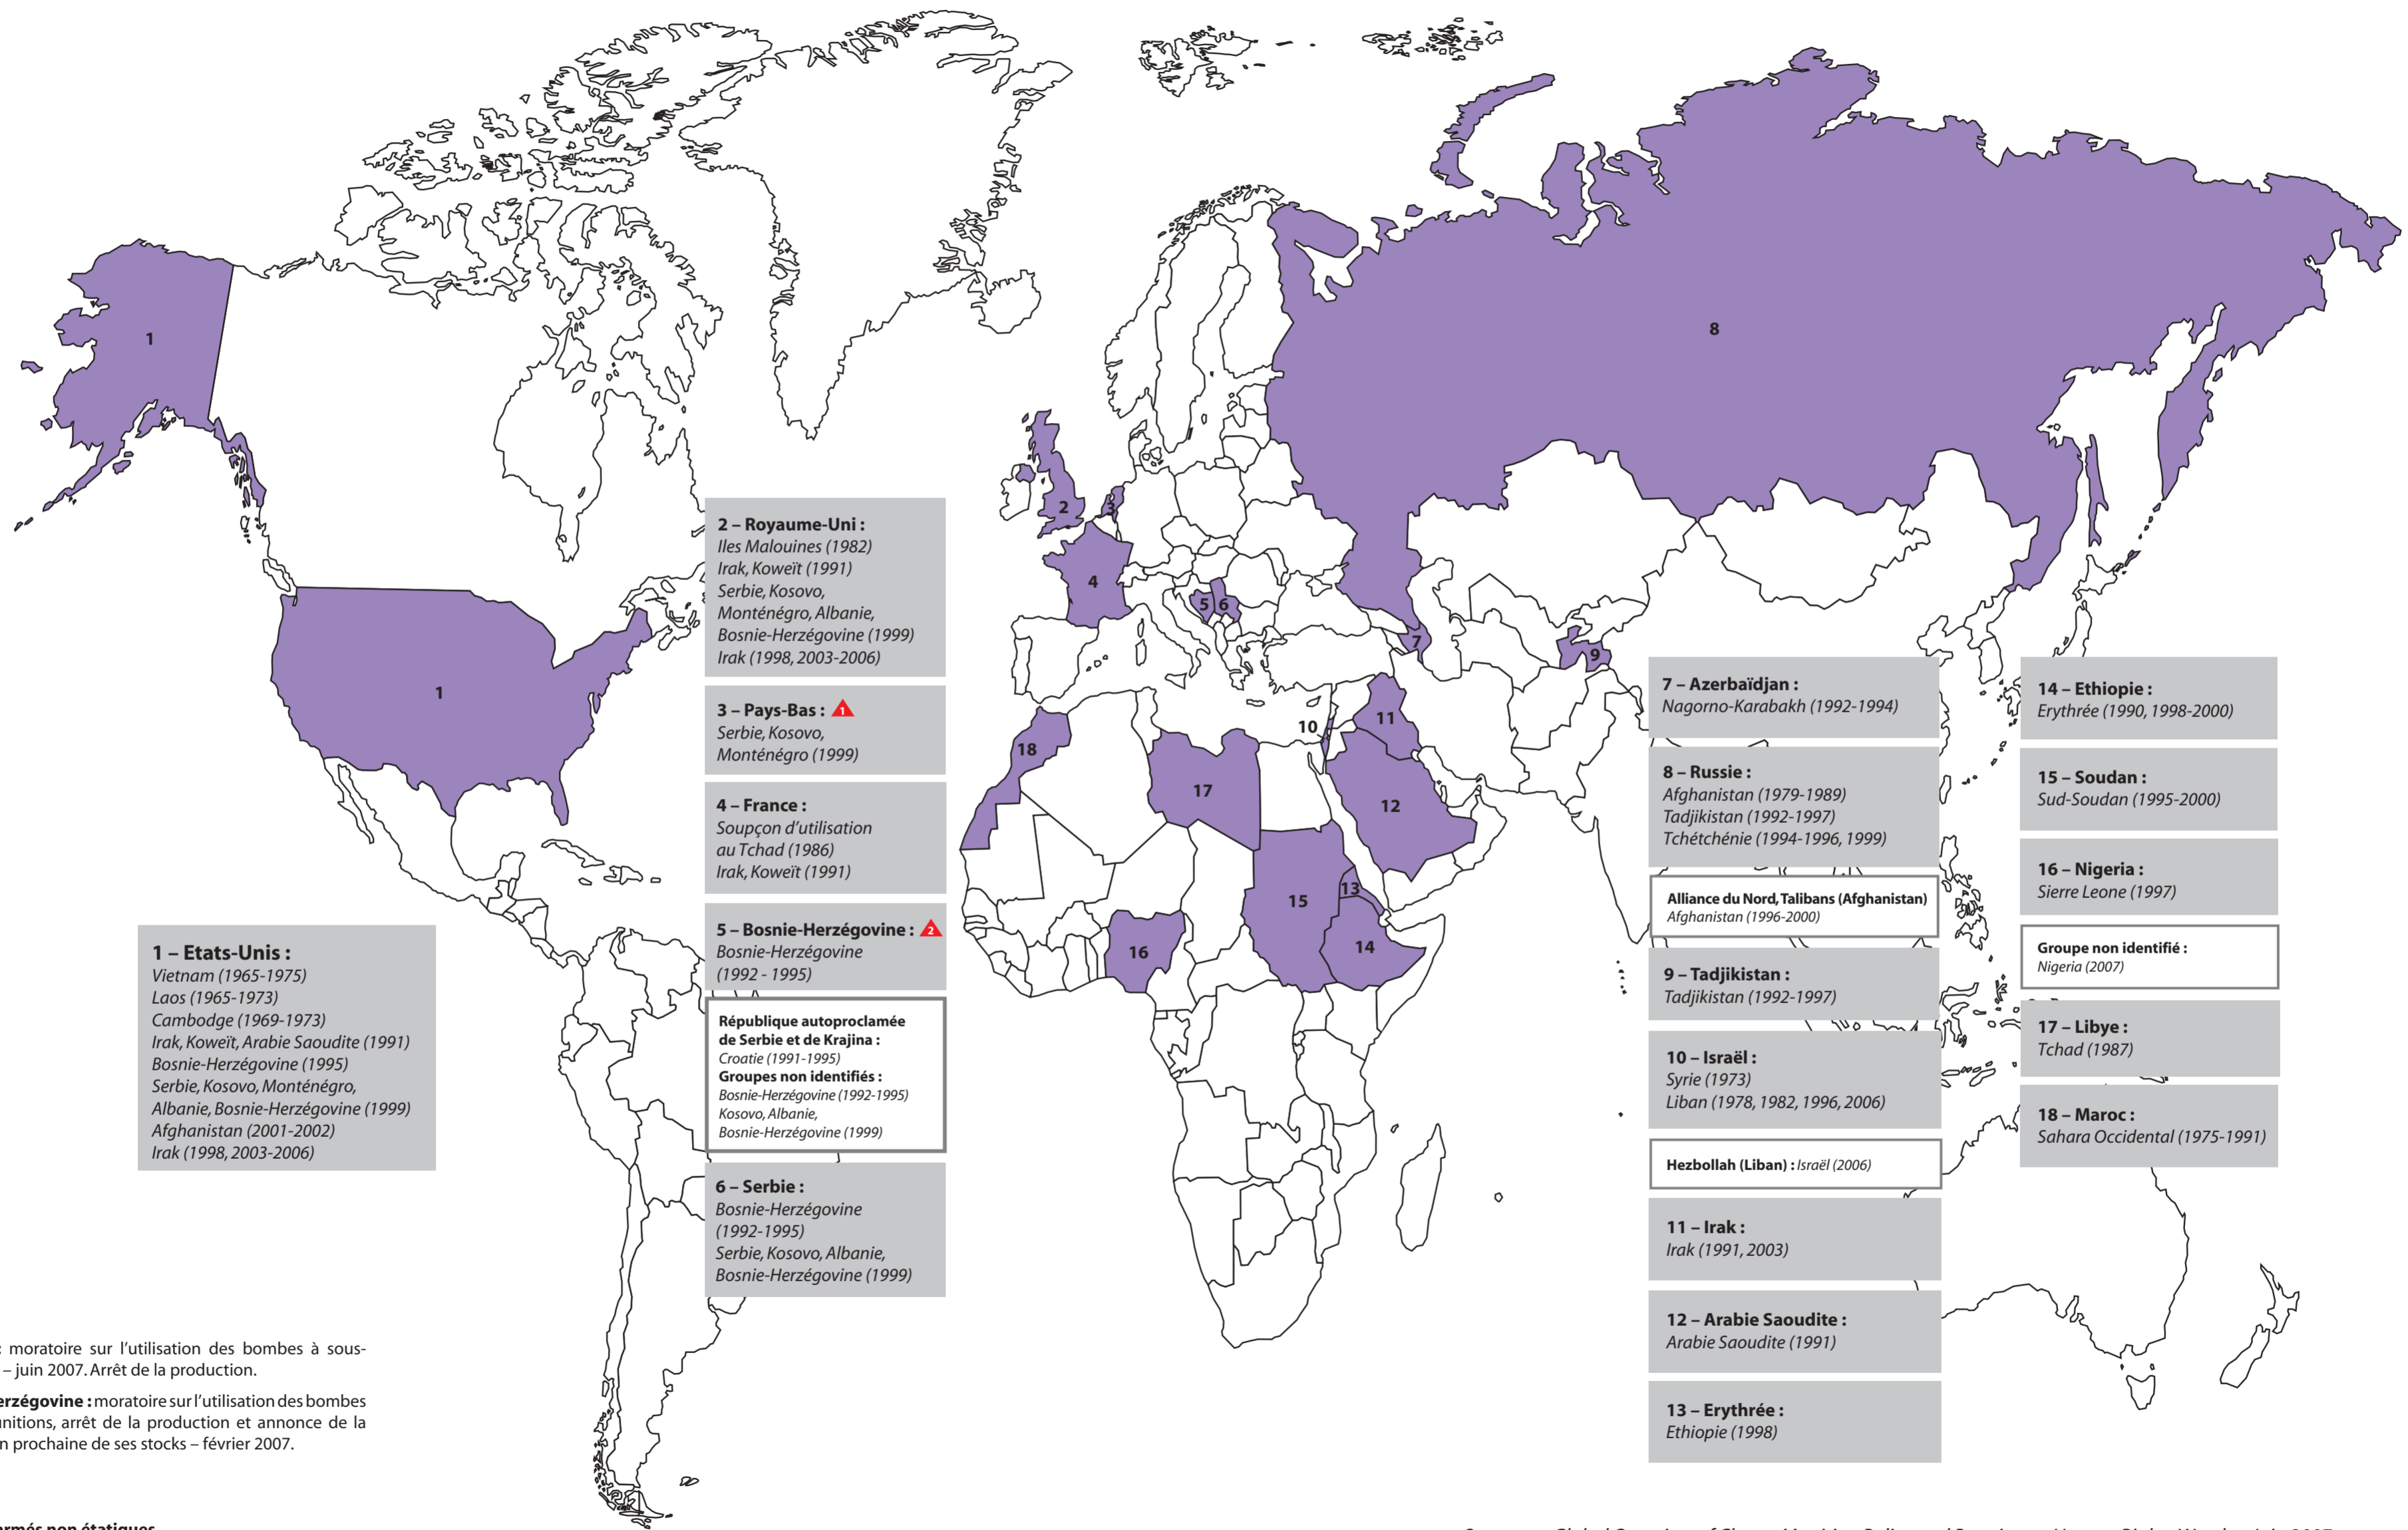 1
1
8
2
3
4
5
6
7
9
10
11
12
13
14
15
16
17
18
1 – Etats-Unis :
Vietnam (1965-1975)
Laos (1965-1973)
Cambodge (1969-1973)
Irak, Koweït, Arabie Saoudite (1991)
Bosnie-Herzégovine (1995)
Serbie, Kosovo, Monténégro,
Albanie, Bosnie-Herzégovine (1999)
Afghanistan (2001-2002)
Irak (1998, 2003-2006)
2 – Royaume-Uni :
Iles Malouines (1982)
Irak, Koweït (1991)
Serbie, Kosovo,
Monténégro, Albanie,
Bosnie-Herzégovine (1999)
Irak (1998, 2003-2006)
3 – Pays-Bas : 1
Serbie, Kosovo,
Monténégro (1999)
4 – France :
Soupçon d'utilisation
au Tchad (1986)
Irak, Koweït (1991)
5 – Bosnie-Herzégovine : 2
Bosnie-Herzégovine
(1992 - 1995)
République autoproclamée
de Serbie et de Krajina :
Croatie (1991-1995)
Groupes non identifiés :
Bosnie-Herzégovine (1992-1995)
Kosovo, Albanie,
Bosnie-Herzégovine (1999)
6 – Serbie :
Bosnie-Herzégovine
(1992-1995)
Serbie, Kosovo, Albanie,
Bosnie-Herzégovine (1999)
7 – Azerbaïdjan :
Nagorno-Karabakh (1992-1994)
8 – Russie :
Afghanistan (1979-1989)
Tadjikistan (1992-1997)
Tchétchénie (1994-1996, 1999)
Alliance du Nord, Talibans (Afghanistan)
Afghanistan (1996-2000)
9 – Tadjikistan :
Tadjikistan (1992-1997)
10 – Israël :
Syrie (1973)
Liban (1978, 1982, 1996, 2006)
Hezbollah (Liban) : Israël (2006)
11 – Irak :
Irak (1991, 2003)
12 – Arabie Saoudite :
Arabie Saoudite (1991)
13 – Erythrée :
Ethiopie (1998)
14 – Ethiopie :
Erythrée (1990, 1998-2000)
15 – Soudan :
Sud-Soudan (1995-2000)
16 – Nigeria :
Sierre Leone (1997)
Groupe non identifié :
Nigeria (2007)
17 – Libye :
Tchad (1987)
18 – Maroc :
Sahara Occidental (1975-1991)
: moratoire sur l'utilisation des bombes à sous-
– juin 2007. Arrêt de la production.
erzégovine : moratoire sur l'utilisation des bombes
unitions, arrêt de la production et annonce de la
n prochaine de ses stocks – février 2007.